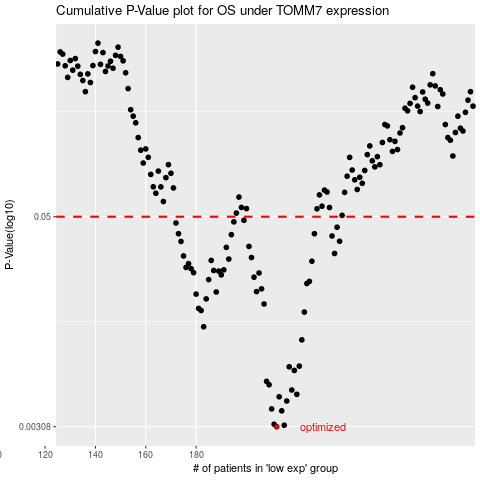 Cumulative P-Value plot for OS under TOMM7 expression
P-Value(log10)
0.05
0.00308
optimized
0 120 140 160 180
# of patients in 'low exp' group